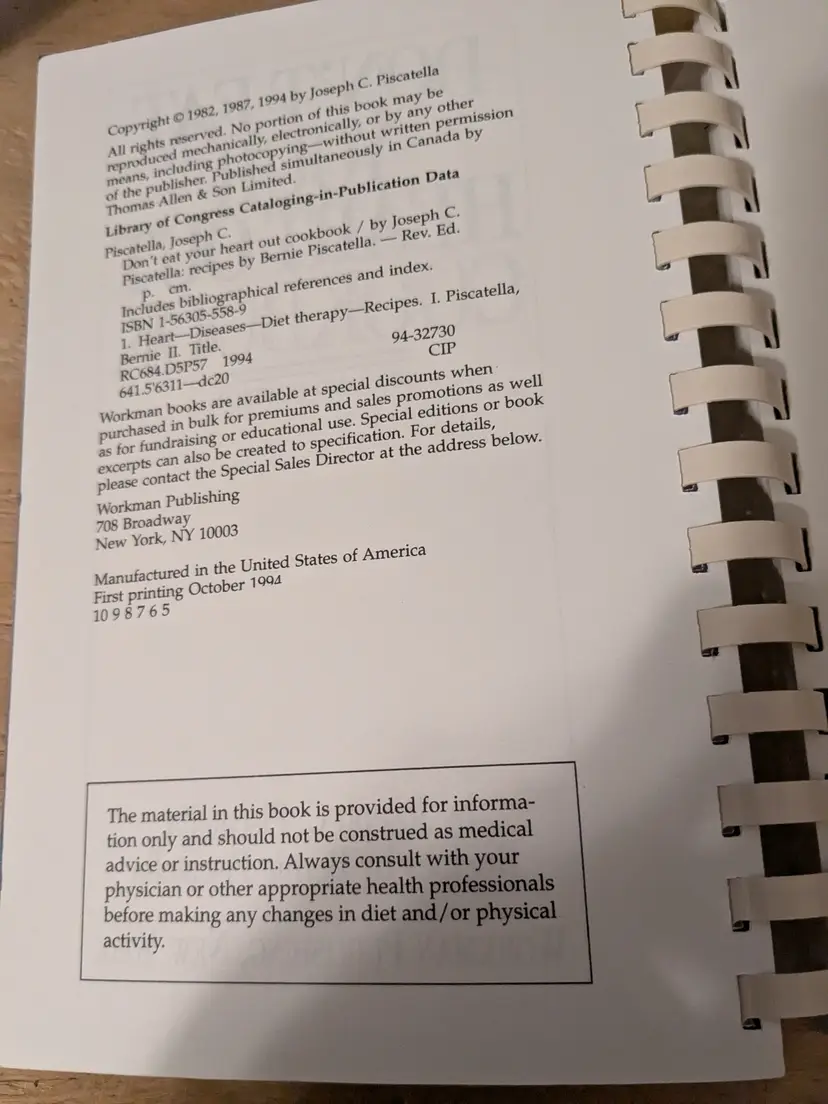 Copyright © 1982, 1987, 1994 by Joseph C. Piscatella
All rights reserved. No portion of this book may be
reproduced mechanically, electronically, or by any other
means, including photocopying—without written permission
of the publisher. Published simultaneously in Canada by
Thomas Allen & Son Limited.
Library of Congress Cataloging-in-Publication Data
Piscatella, Joseph C.
Don't eat your heart out cookbook / by Joseph C.
Piscatella: recipes by Bernie Piscatella. — Rev. Ed.
p. cm.
Includes bibliographical references and index.
ISBN 1-56305-558-9
1. Heart—Diseases—Diet therapy—Recipes. I. Piscatella,
Bernie II. Title.
RC684.D5P57 1994 94-32730
641.5'6311—dc20 CIP
Workman books are available at special discounts when
purchased in bulk for premiums and sales promotions as well
as for fundraising or educational use. Special editions or book
excerpts can also be created to specification. For details,
please contact the Special Sales Director at the address below.
Workman Publishing
708 Broadway
New York, NY 10003
Manufactured in the United States of America
First printing October 1994
10 9 8 7 6 5
The material in this book is provided for informa-
tion only and should not be construed as medical
advice or instruction. Always consult with your
physician or other appropriate health professionals
before making any changes in diet and/or physical
activity.